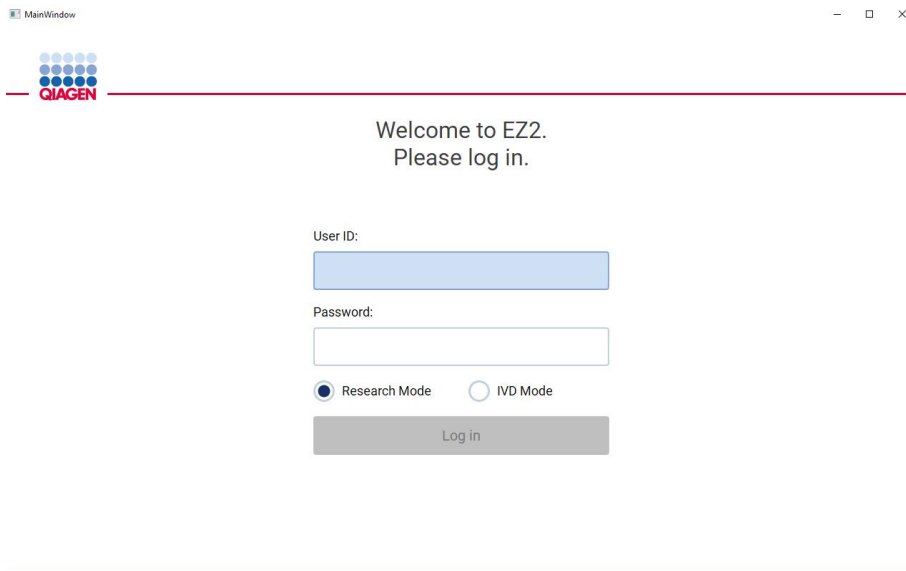 MainWindow
QIAGEN
Welcome to EZ2.
Please log in.
User ID:
Password:
Research Mode IVD Mode
Log in